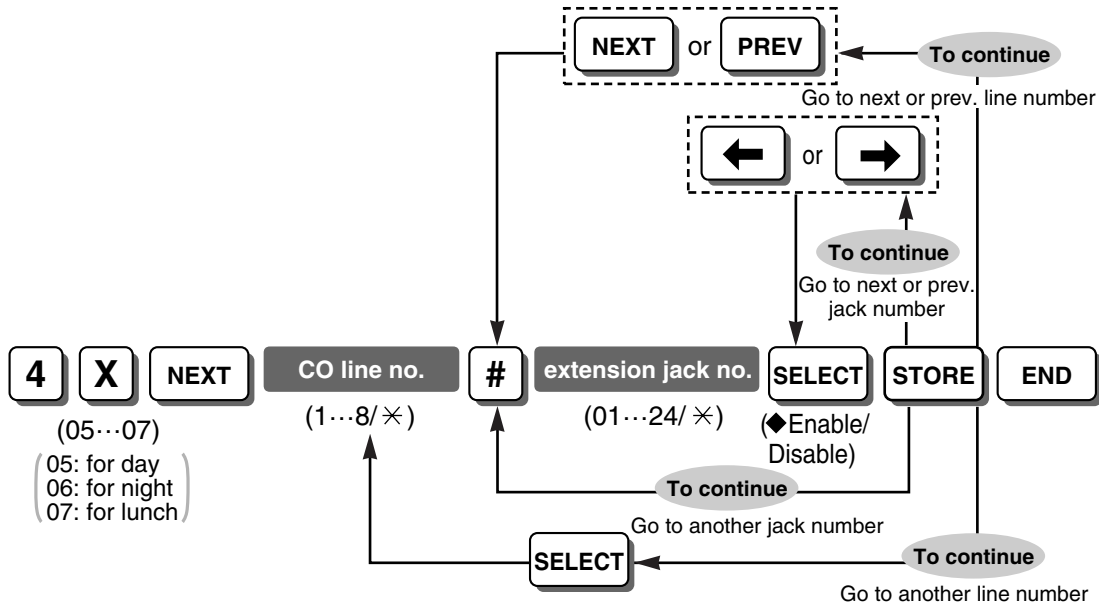 NEXT or PREV
To continue
Go to next or prev. line number
← or →
To continue
Go to next or prev.
jack number
4 X NEXT CO line no. # extension jack no. SELECT STORE END
(05···07)
05: for day
06: for night
07: for lunch
(1···8/✳)
(01···24/✳)
(◆Enable/
Disable)
To continue
Go to another jack number
SELECT
To continue
Go to another line number